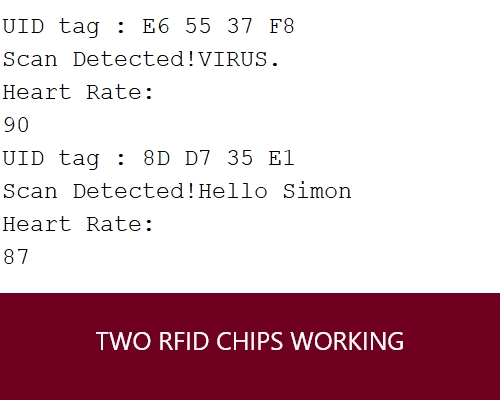 UID tag : E6 55 37 F8
Scan Detected!VIRUS.
Heart Rate:
90
UID tag : 8D D7 35 E1
Scan Detected!Hello Simon
Heart Rate:
87
TWO RFID CHIPS WORKING